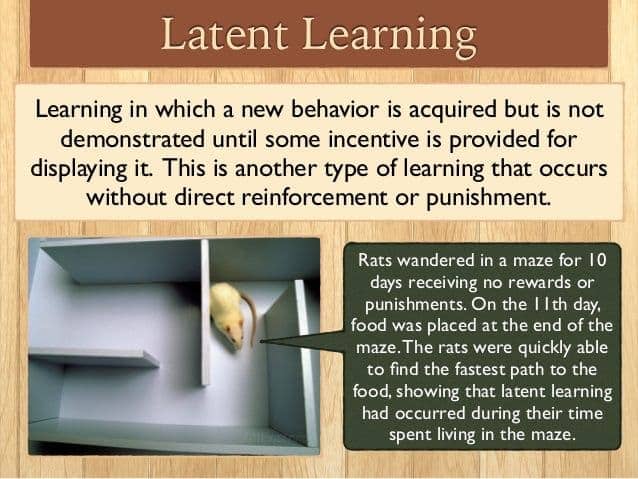 Latent Learning
Learning in which a new behavior is acquired but is not
demonstrated until some incentive is provided for
displaying it. This is another type of learning that occurs
without direct reinforcement or punishment.
Rats wandered in a maze for 10
days receiving no rewards or
punishments. On the 11th day,
food was placed at the end of the
maze. The rats were quickly able
to find the fastest path to the
food, showing that latent learning
had occurred during their time
spent living in the maze.